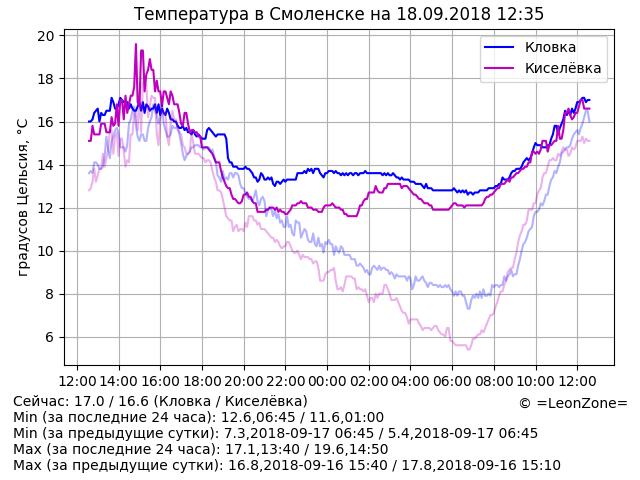 Температура в Смоленске на 18.09.2018 12:35
20
18
16
14
12
10
8
6
градусов Цельсия, °C
Кловка
Киселёвка
12:00 14:00 16:00 18:00 20:00 22:00 00:00 02:00 04:00 06:00 08:00 10:00 12:00
Сейчас: 17.0 / 16.6 (Кловка / Киселёвка)
© =LeonZone=
Min (за последние 24 часа): 12.6,06:45 / 11.6,01:00
Min (за предыдущие сутки): 7.3,2018-09-17 06:45 / 5.4,2018-09-17 06:45
Max (за последние 24 часа): 17.1,13:40 / 19.6,14:50
Max (за предыдущие сутки): 16.8,2018-09-16 15:40 / 17.8,2018-09-16 15:10